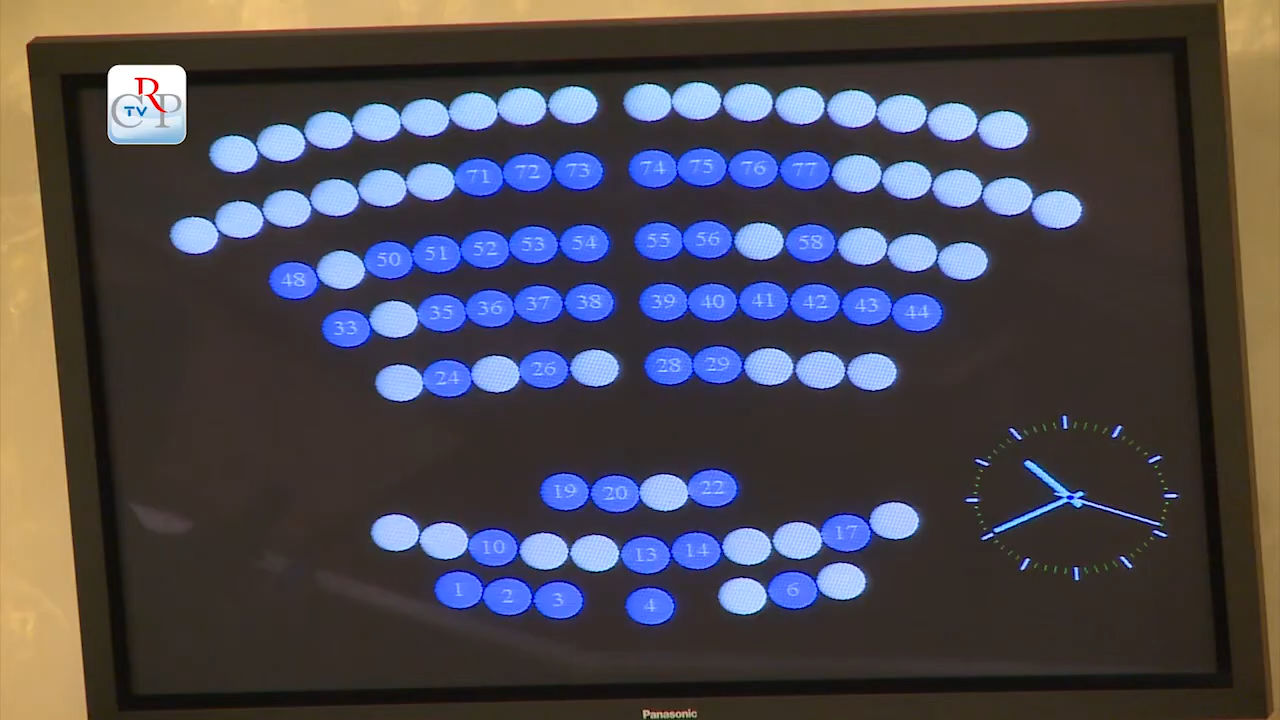 CRP
TV
71 72 73 74 75 76 77
48 50 51 52 53 54 55 56 58
33 35 36 37 38 39 40 41 42 43 44
24 26 28 29
19 20 22
10 13 14 17
1 2 3 4 6
Panasonic